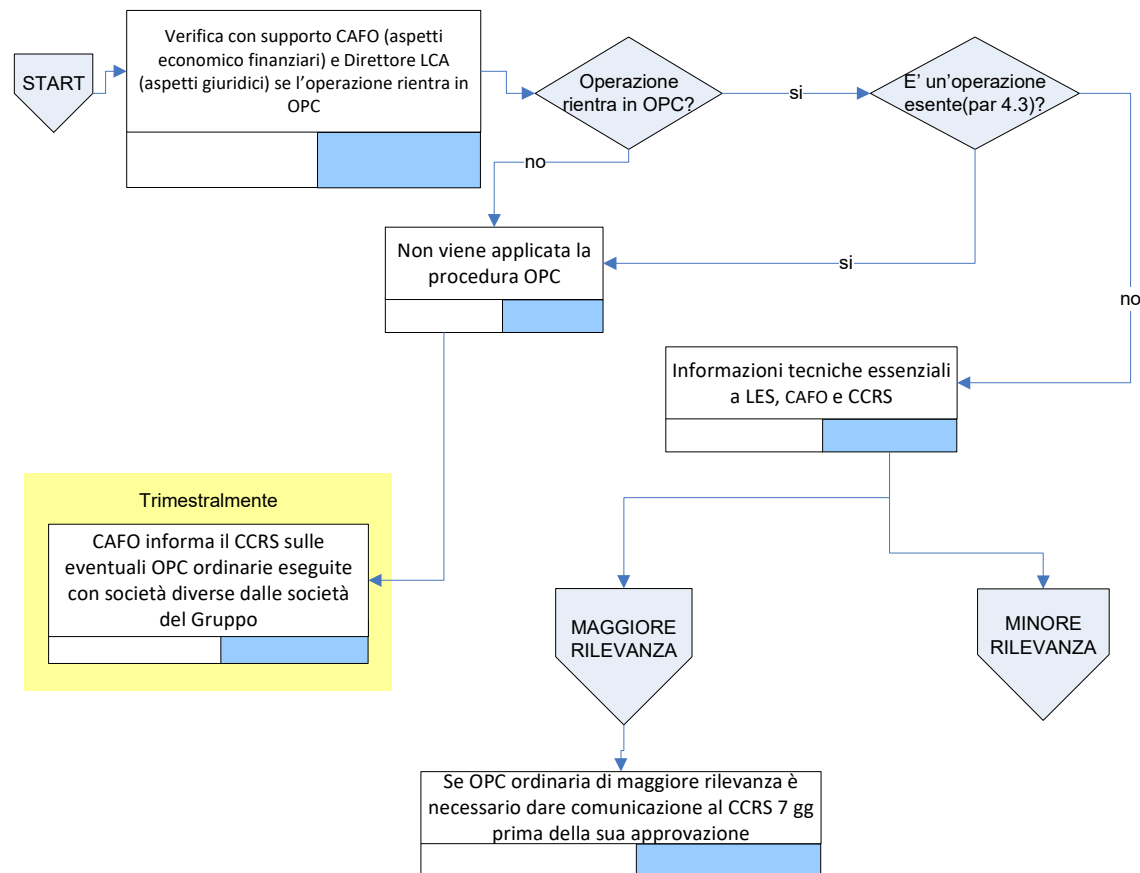 START
Verifica con supporto CAFO (aspetti
economico finanziari) e Direttore LCA
(aspetti giuridici) se l’operazione rientra in
OPC
Operazione
rientra in OPC?
si
E’ un’operazione
esente(par 4.3)?
no
Non viene applicata la
procedura OPC
si
no
Informazioni tecniche essenziali
a LES, CAFO e CCRS
Trimestralmente
CAFO informa il CCRS sulle
eventuali OPC ordinarie eseguite
con società diverse dalle società
del Gruppo
MAGGIORE
RILEVANZA
MINORE
RILEVANZA
Se OPC ordinaria di maggiore rilevanza è
necessario dare comunicazione al CCRS 7 gg
prima della sua approvazione